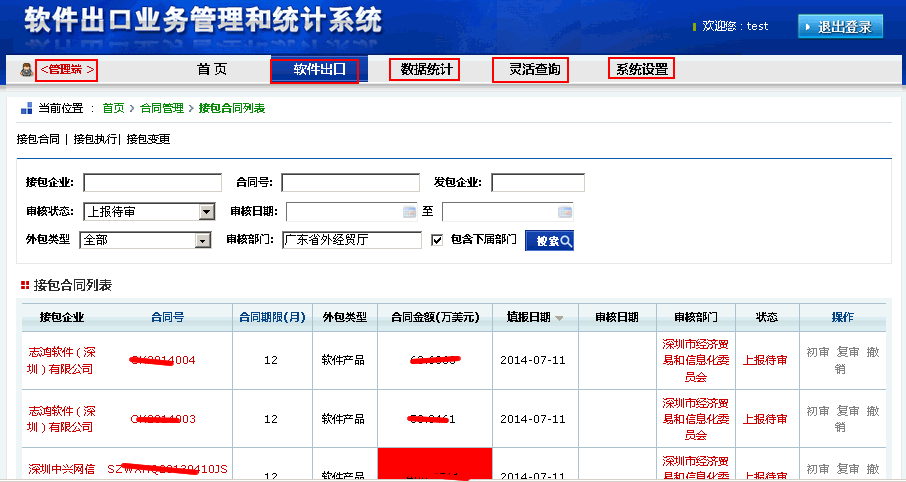 软件出口业务管理和统计系统
欢迎您：test 退出登录
<管理端 > 首 页 软件出口 数据统计 灵活查询 系统设置
当前位置 ： 首页 > 合同管理 > 接包合同列表
接包合同 | 接包执行| 接包变更
接包企业: 合同号: 发包企业:
审核状态: 上报待审 审核日期: 至
外包类型 全部 审核部门: 广东省外经贸厅 包含下属部门 搜索
接包合同列表
接包企业 合同号 合同期限(月) 外包类型 合同金额(万美元) 填报日期 审核日期 审核部门 状态 操作
志鸿软件（深圳）有限公司 4004 12 软件产品 2014-07-11 深圳市经济贸易和信息化委员会 上报待审 初审 复审 撤销
志鸿软件（深圳）有限公司 003 12 软件产品 2014-07-11 深圳市经济贸易和信息化委员会 上报待审 初审 复审 撤销
深圳中兴网信 410JS 12 软件产品 2014-07-11 深圳市经济贸易和信息化委 上报待审 初审 复审 撤销